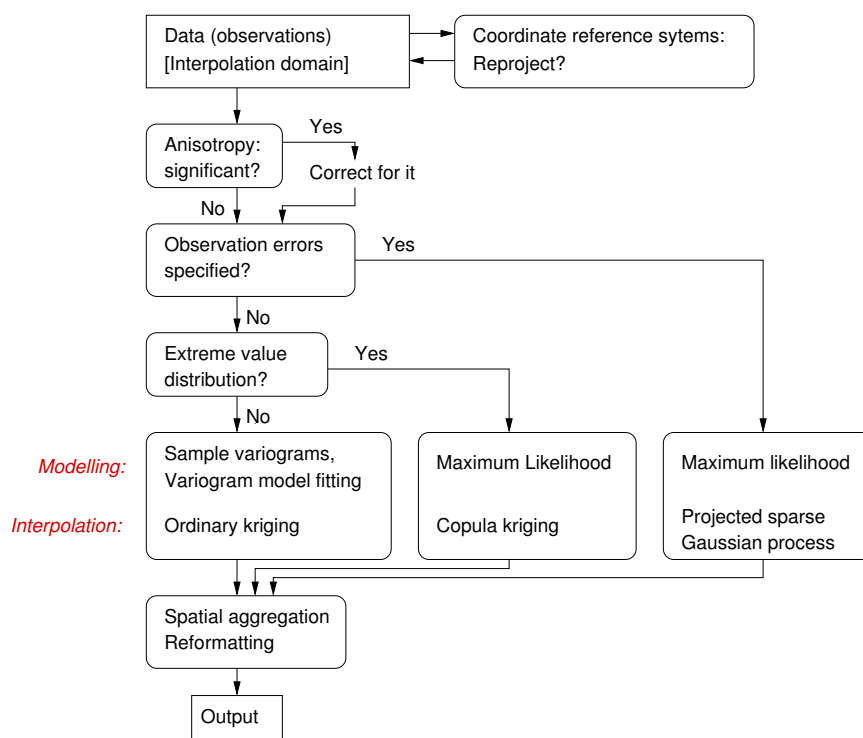 Data (observations)
[Interpolation domain]
Coordinate reference sytems:
Reproject?
Anisotropy:
significant?
Yes
Correct for it
No
Observation errors
specified?
Yes
No
Extreme value
distribution?
Yes
No
Modelling:
Sample variograms,
Variogram model fitting
Maximum Likelihood
Maximum likelihood
Interpolation:
Ordinary kriging
Copula kriging
Projected sparse
Gaussian process
Spatial aggregation
Reformatting
Output